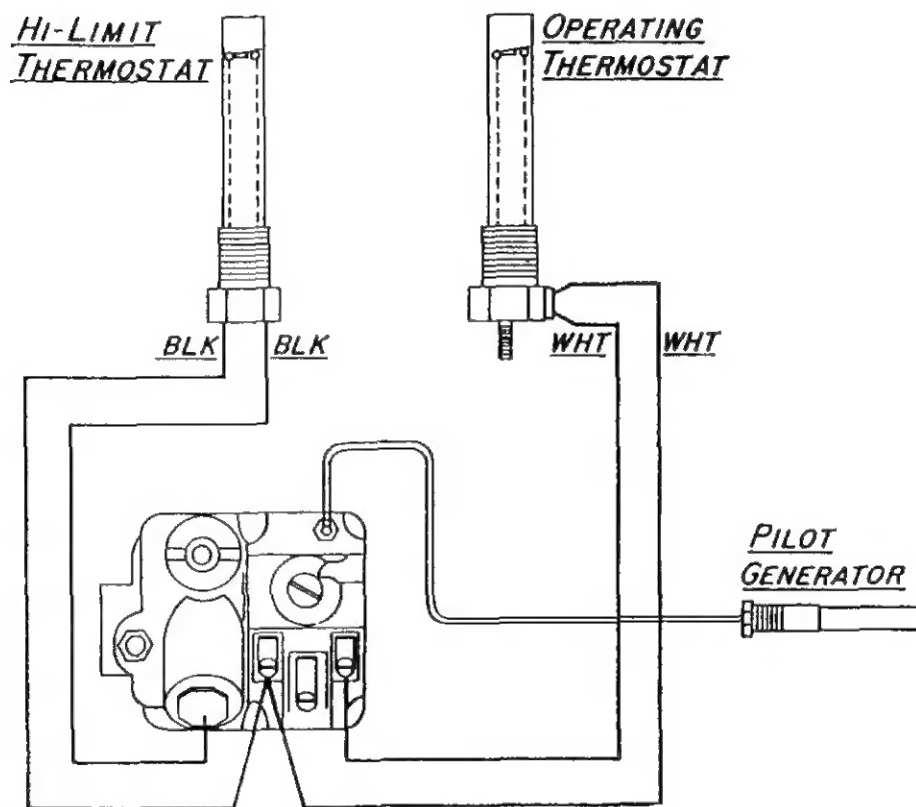 HI-LIMIT
THERMOSTAT
OPERATING
THERMOSTAT
BLK
BLK
WHT
WHT
PILOT
GENERATOR